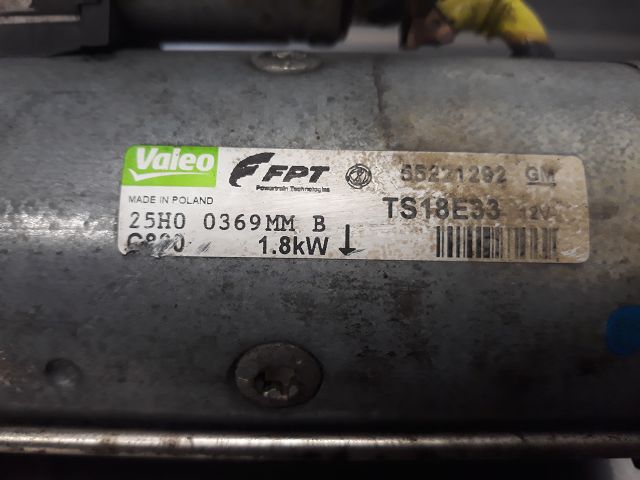 Valeo
FPT
Powertrain Technologies
55221292 GM
MADE IN POLAND
TS18E33 12V
25H0 0369MM B
1.8kW